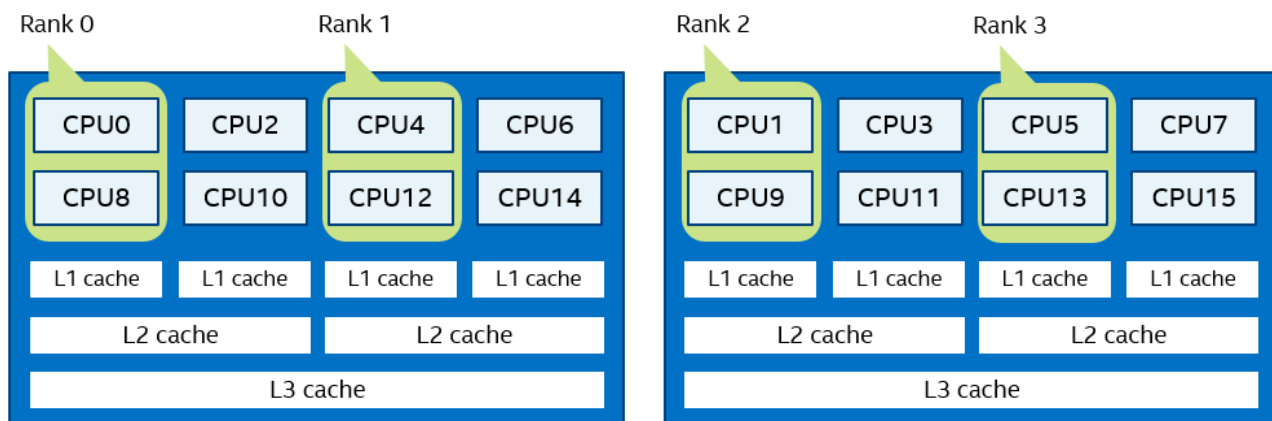 Rank 0 Rank 1 Rank 2 Rank 3
CPU0 CPU2 CPU4 CPU6 CPU1 CPU3 CPU5 CPU7
CPU8 CPU10 CPU12 CPU14 CPU9 CPU11 CPU13 CPU15
L1 cache L1 cache L1 cache L1 cache L1 cache L1 cache L1 cache L1 cache
L2 cache L2 cache L2 cache L2 cache
L3 cache L3 cache